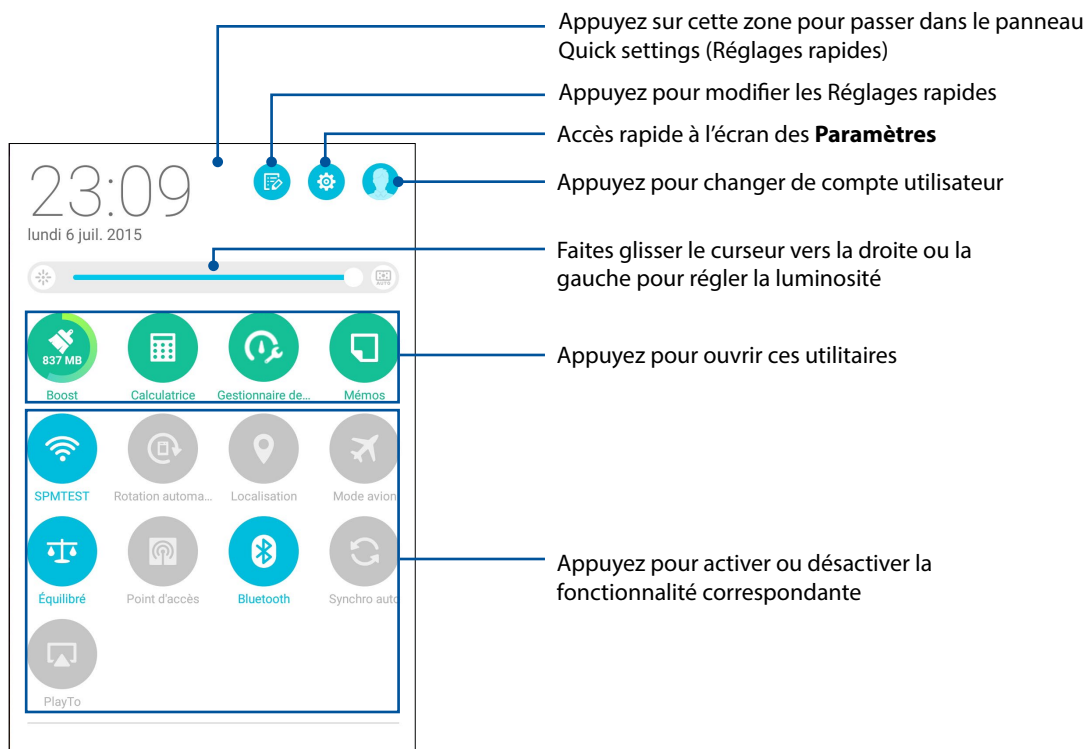 Appuyez sur cette zone pour passer dans le panneau
Quick settings (Réglages rapides)
Appuyez pour modifier les Réglages rapides
Accès rapide à l'écran des Paramètres
Appuyez pour changer de compte utilisateur
Faites glisser le curseur vers la droite ou la
gauche pour régler la luminosité
Appuyez pour ouvrir ces utilitaires
Appuyez pour activer ou désactiver la
fonctionnalité correspondante
23:09
lundi 6 juil. 2015
AUTO
837 MB
Boost
Calculatrice
Gestionnaire de...
Mémos
SPMTEST
Rotation automa...
Localisation
Mode avion
Équilibré
Point d'accès
Bluetooth
Synchro auto
PlayTo